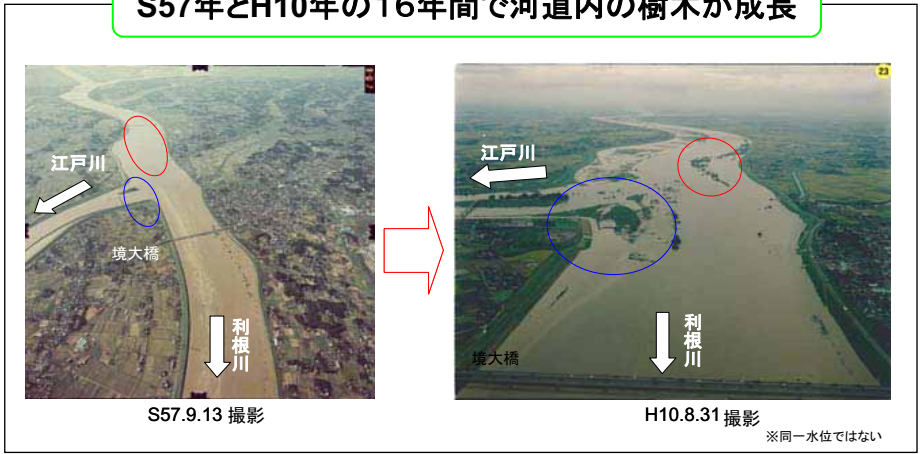 S57年とH10年の16年間で河道内の樹木が成長
江戸川
境大橋
利根川
S57.9.13 撮影
23
江戸川
境大橋
利根川
H10.8.31撮影
※同一水位ではない